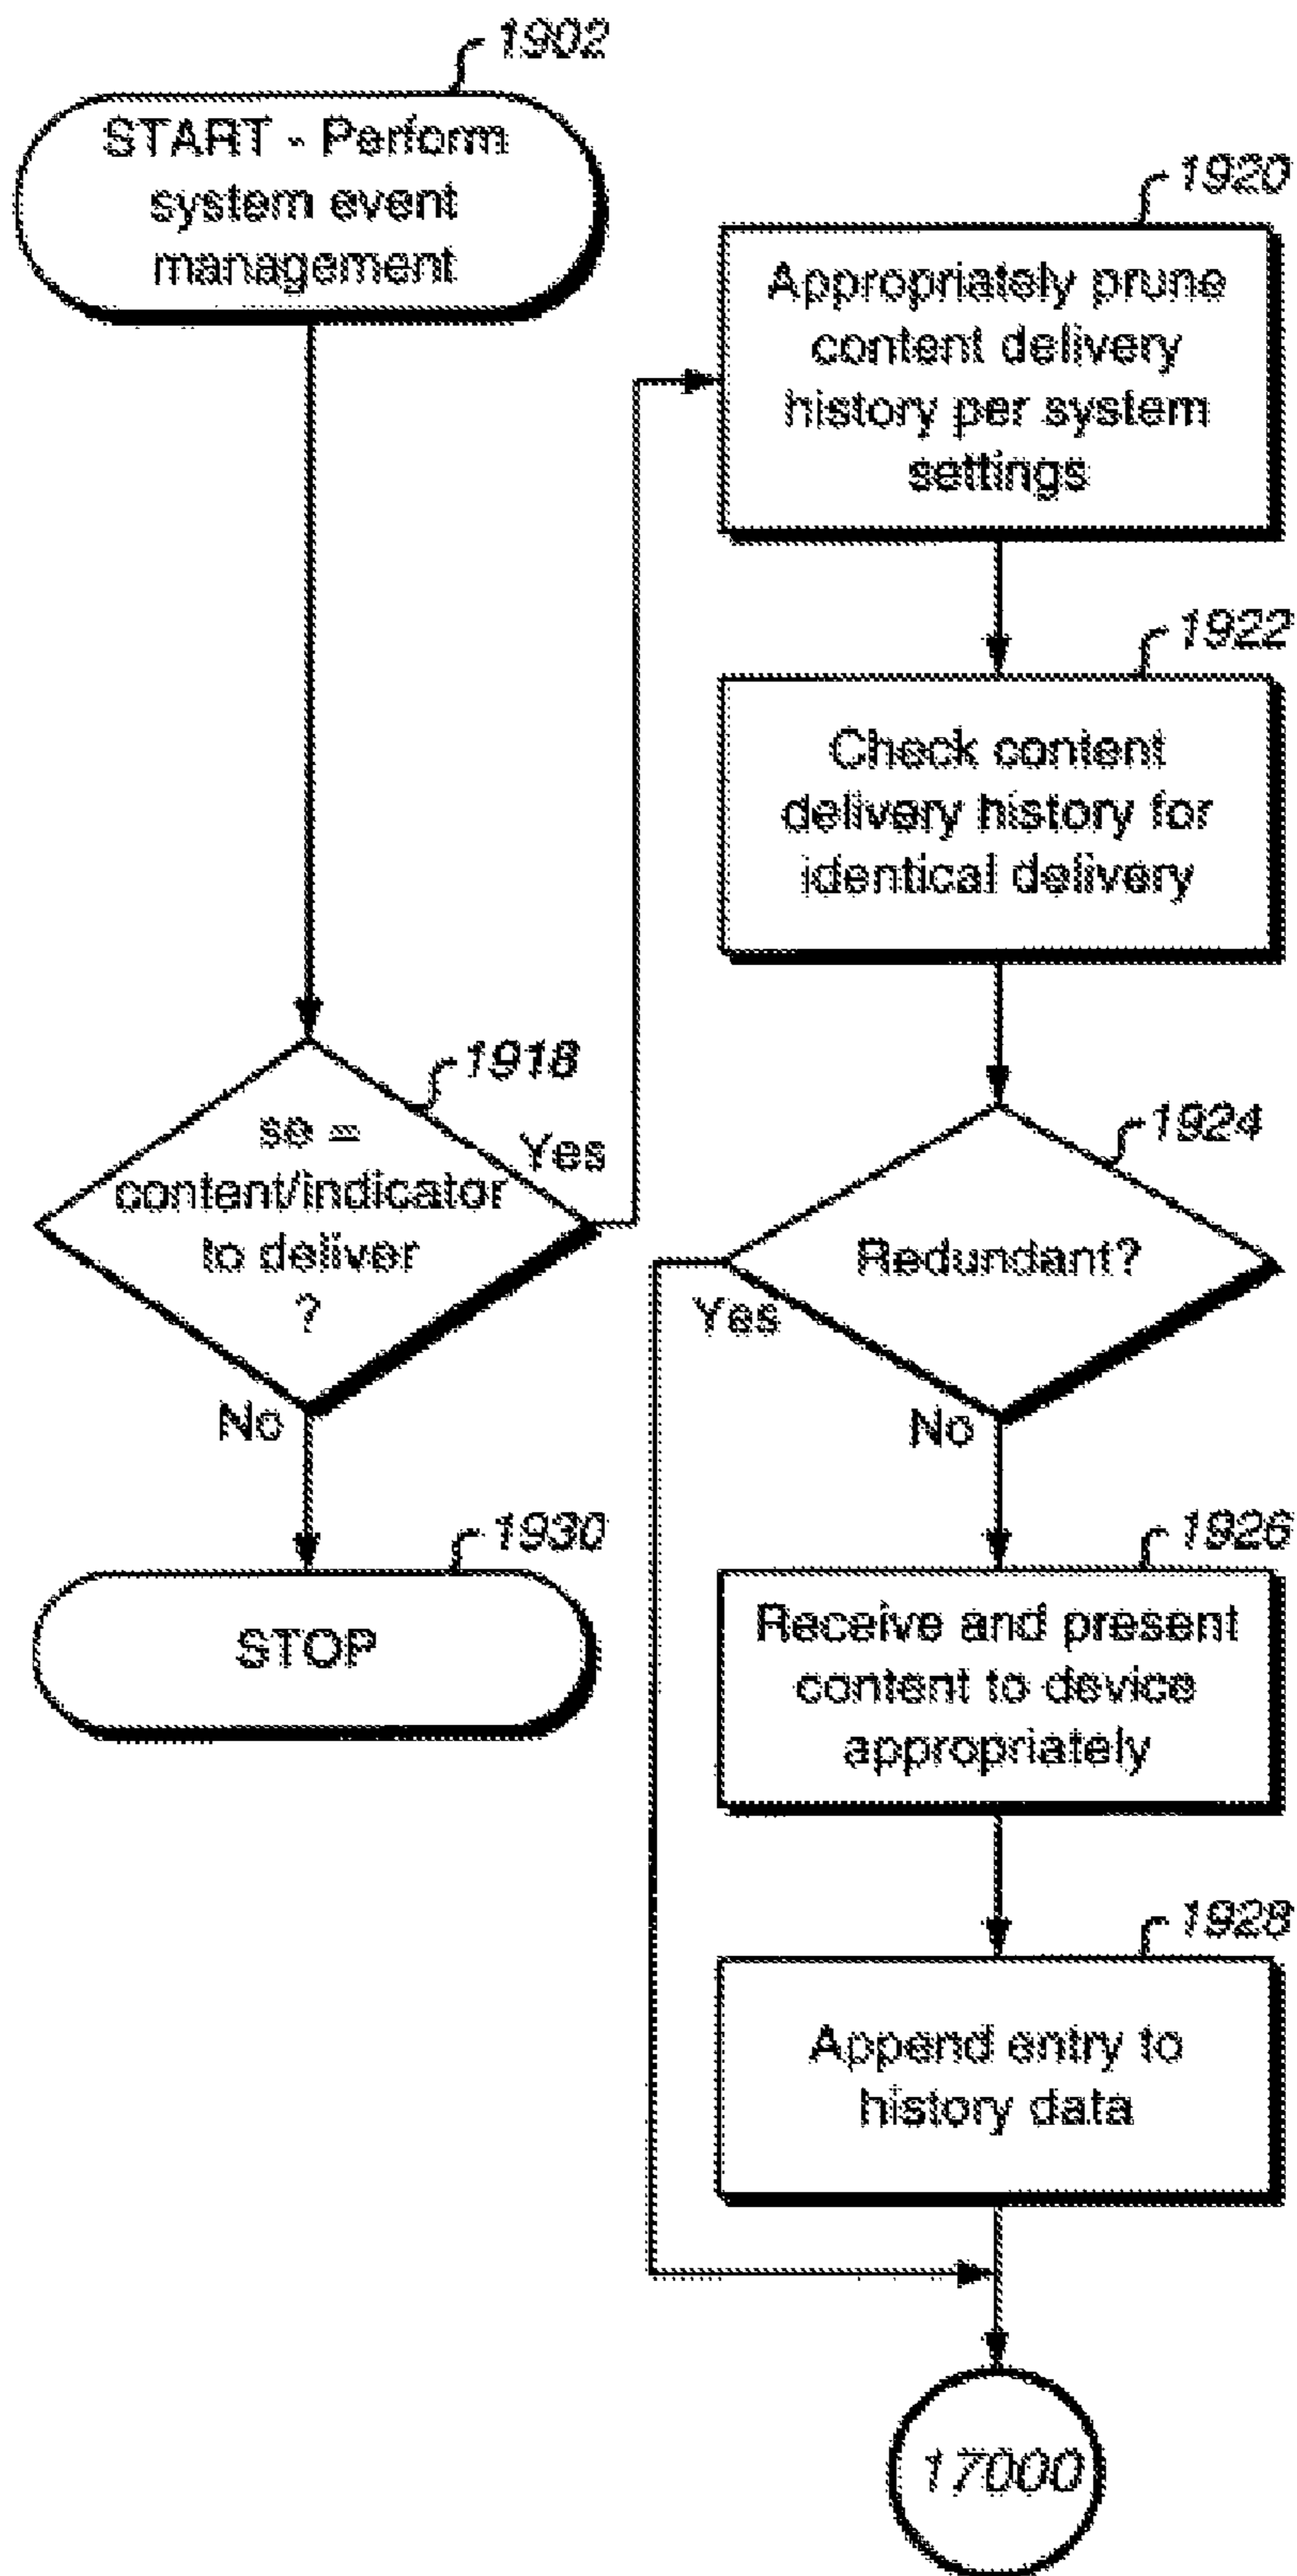 1902
START - Perform
system event
management
1918
se =
content/indicator
to deliver
?
Yes
No
1930
STOP
1920
Appropriately prune
content delivery
history per system
settings
1922
Check content
delivery history for
identical delivery
1924
Redundant?
Yes
No
1926
Receive and present
content to device
appropriately
1928
Append entry to
history data
17000